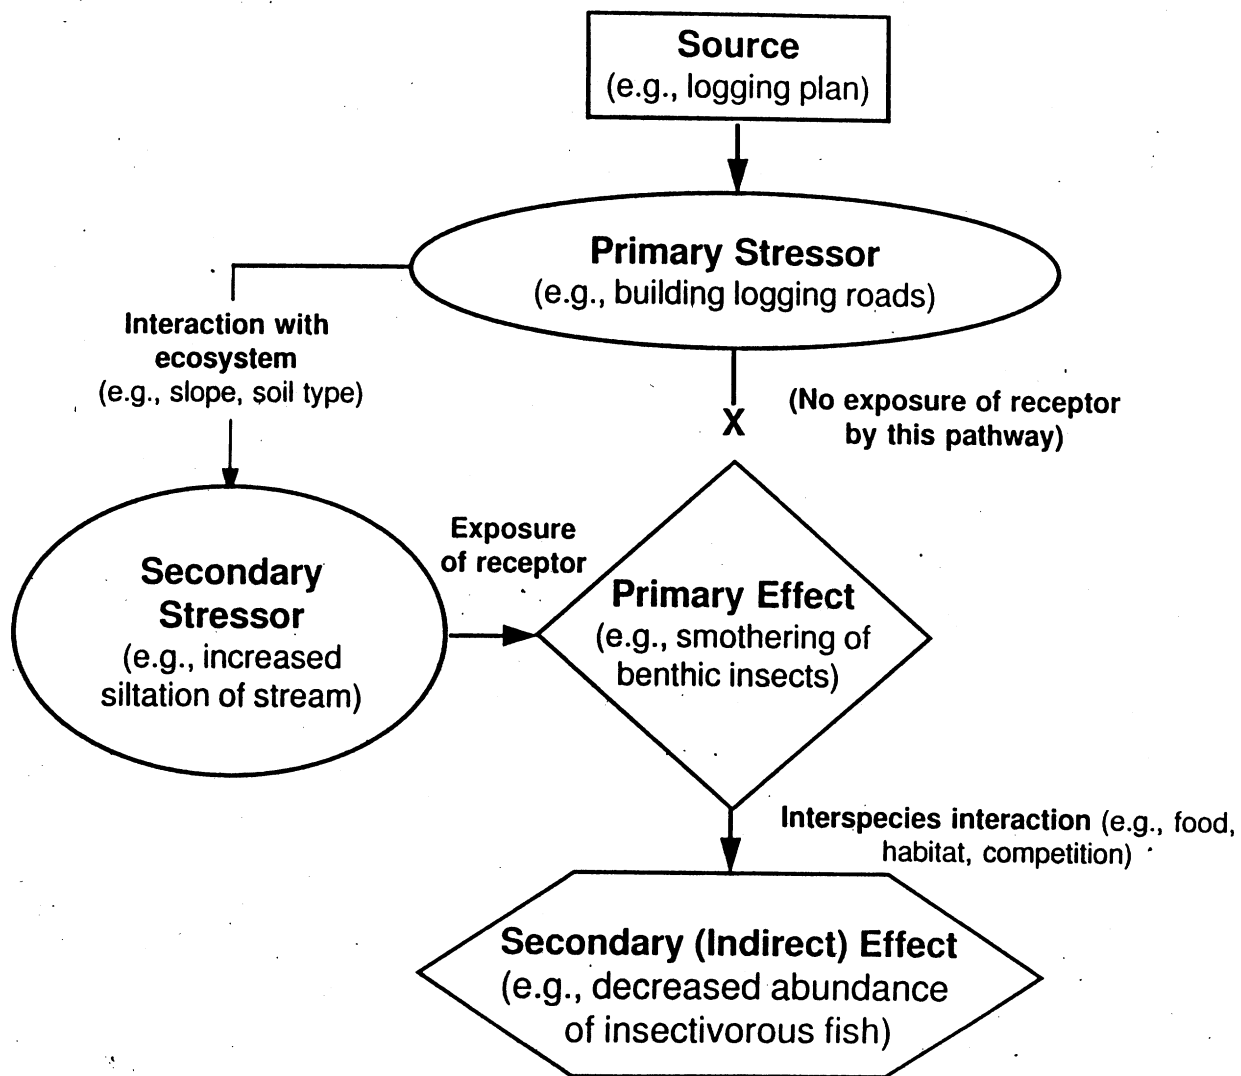 Source
(e.g., logging plan)
Primary Stressor
(e.g., building logging roads)
Interaction with
ecosystem
(e.g., slope, soil type)
(No exposure of receptor
by this pathway)
X
Exposure
of receptor
Secondary
Stressor
(e.g., increased
siltation of stream)
Primary Effect
(e.g., smothering of
benthic insects)
Interspecies interaction (e.g., food,
habitat, competition)
Secondary (Indirect) Effect
(e.g., decreased abundance
of insectivorous fish)